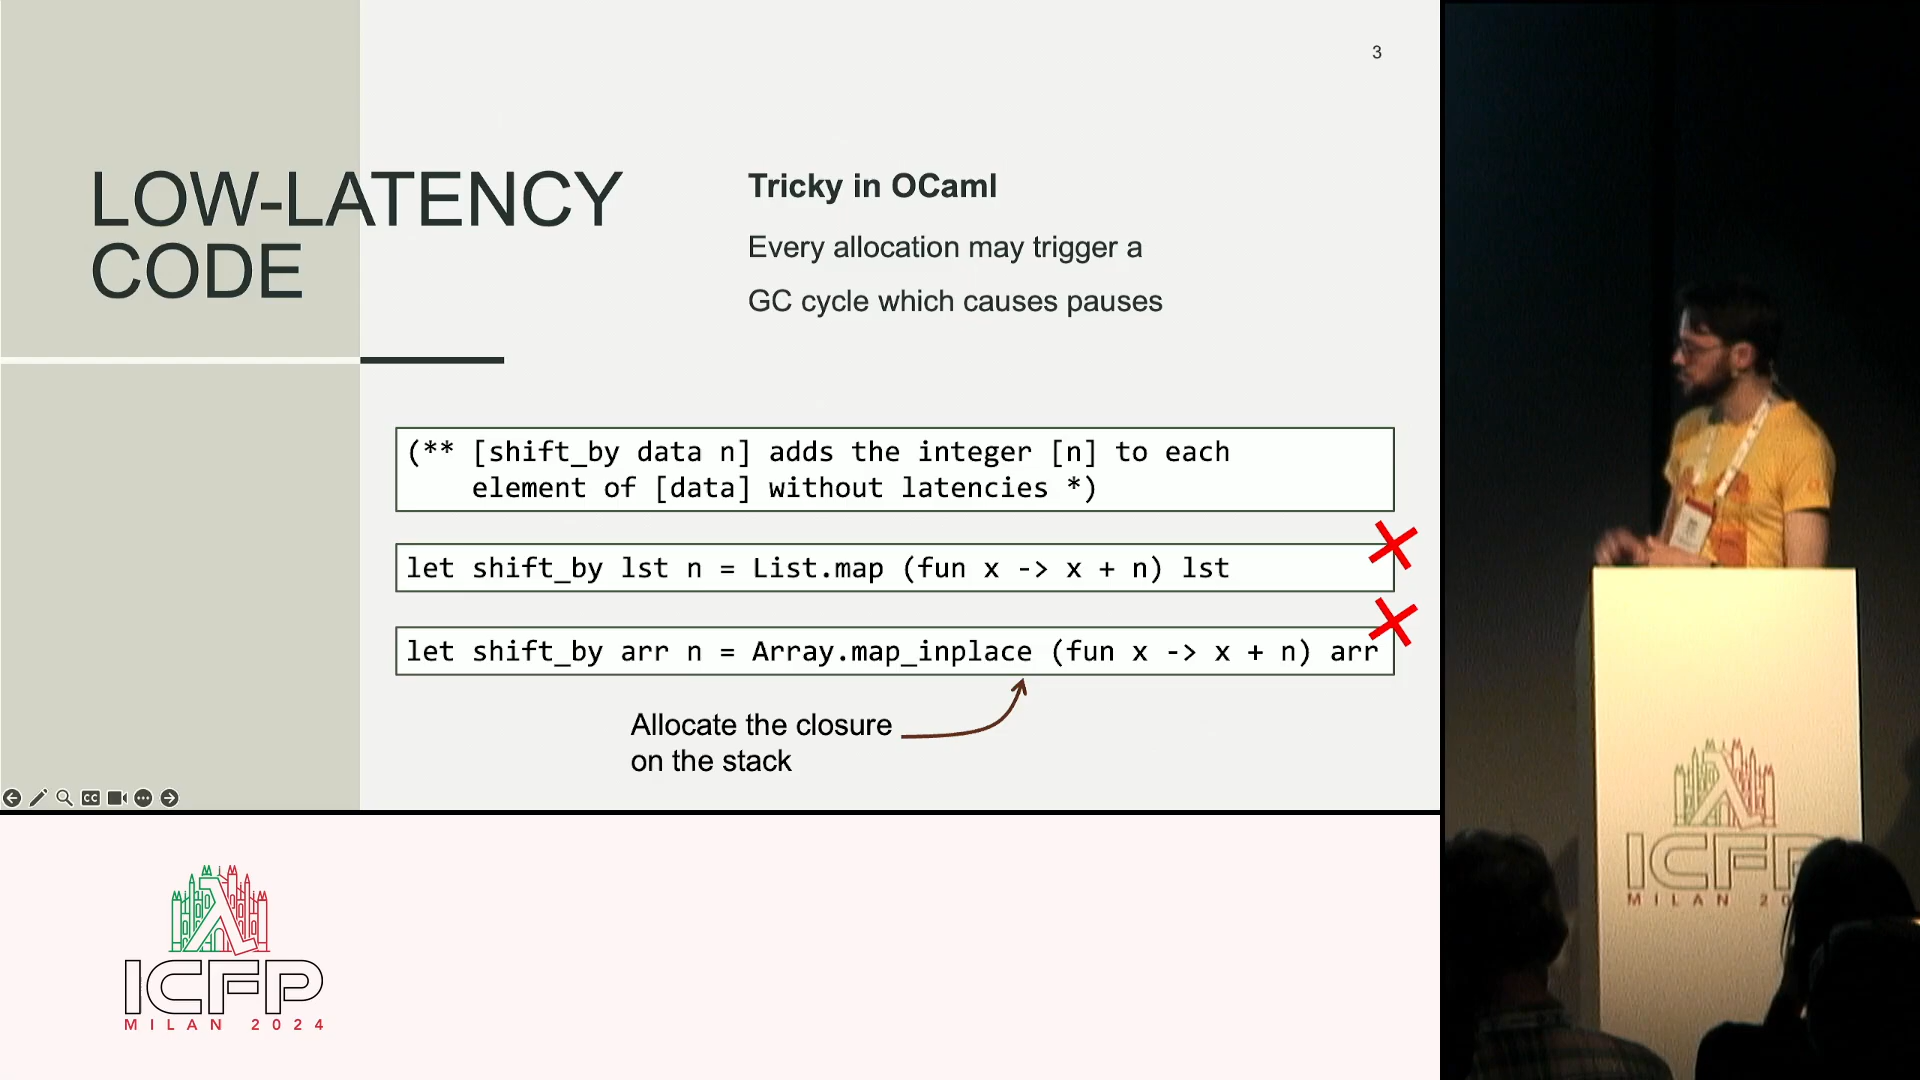 3
LOW-LATENCY
CODE
Tricky in OCaml
Every allocation may trigger a
GC cycle which causes pauses
(** [shift_by data n] adds the integer [n] to each
element of [data] without latencies *)
let shift_by lst n = List.map (fun x -> x + n) lst
let shift_by arr n = Array.map_inplace (fun x -> x + n) arr
Allocate the closure
on the stack
CC
ICFP
MILAN 2024
ICFP
MILAN 20